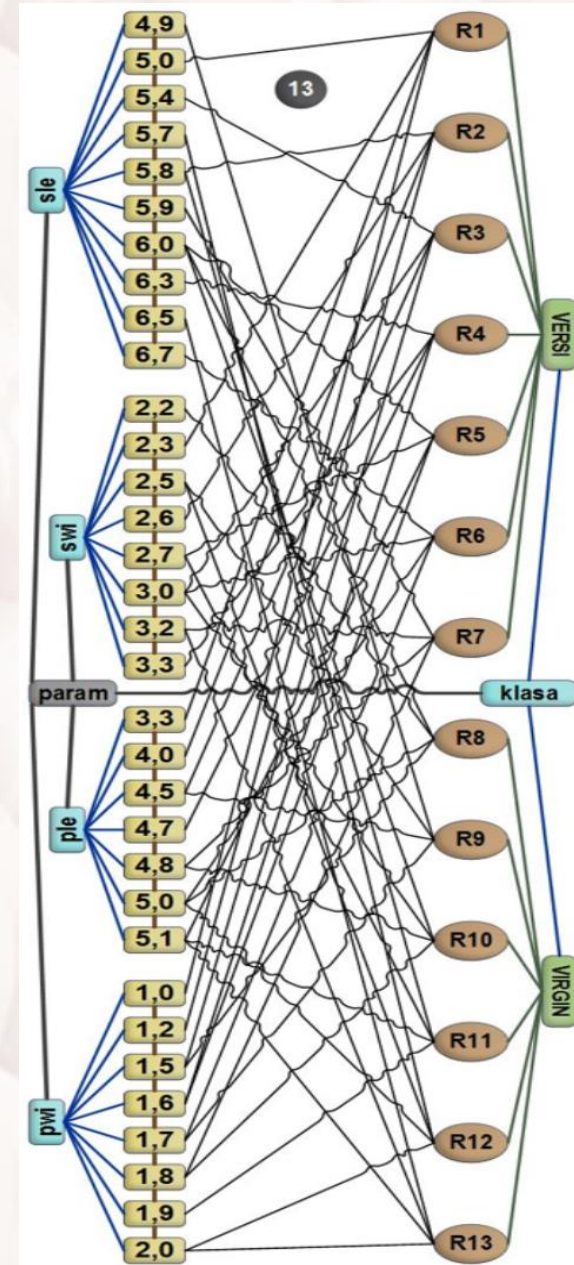 sle
4,9
5,0
5,4
5,7
5,8
5,9
6,0
6,3
6,5
6,7
swi
2,2
2,3
2,5
2,6
2,7
3,0
3,2
3,3
param
ple
3,3
4,0
4,5
4,7
4,8
5,0
5,1
pwi
1,0
1,2
1,5
1,6
1,7
1,8
1,9
2,0
13
R1
R2
R3
R4
R5
R6
R7
klasa
R8
R9
R10
R11
R12
R13
VERSI
VIRGIN